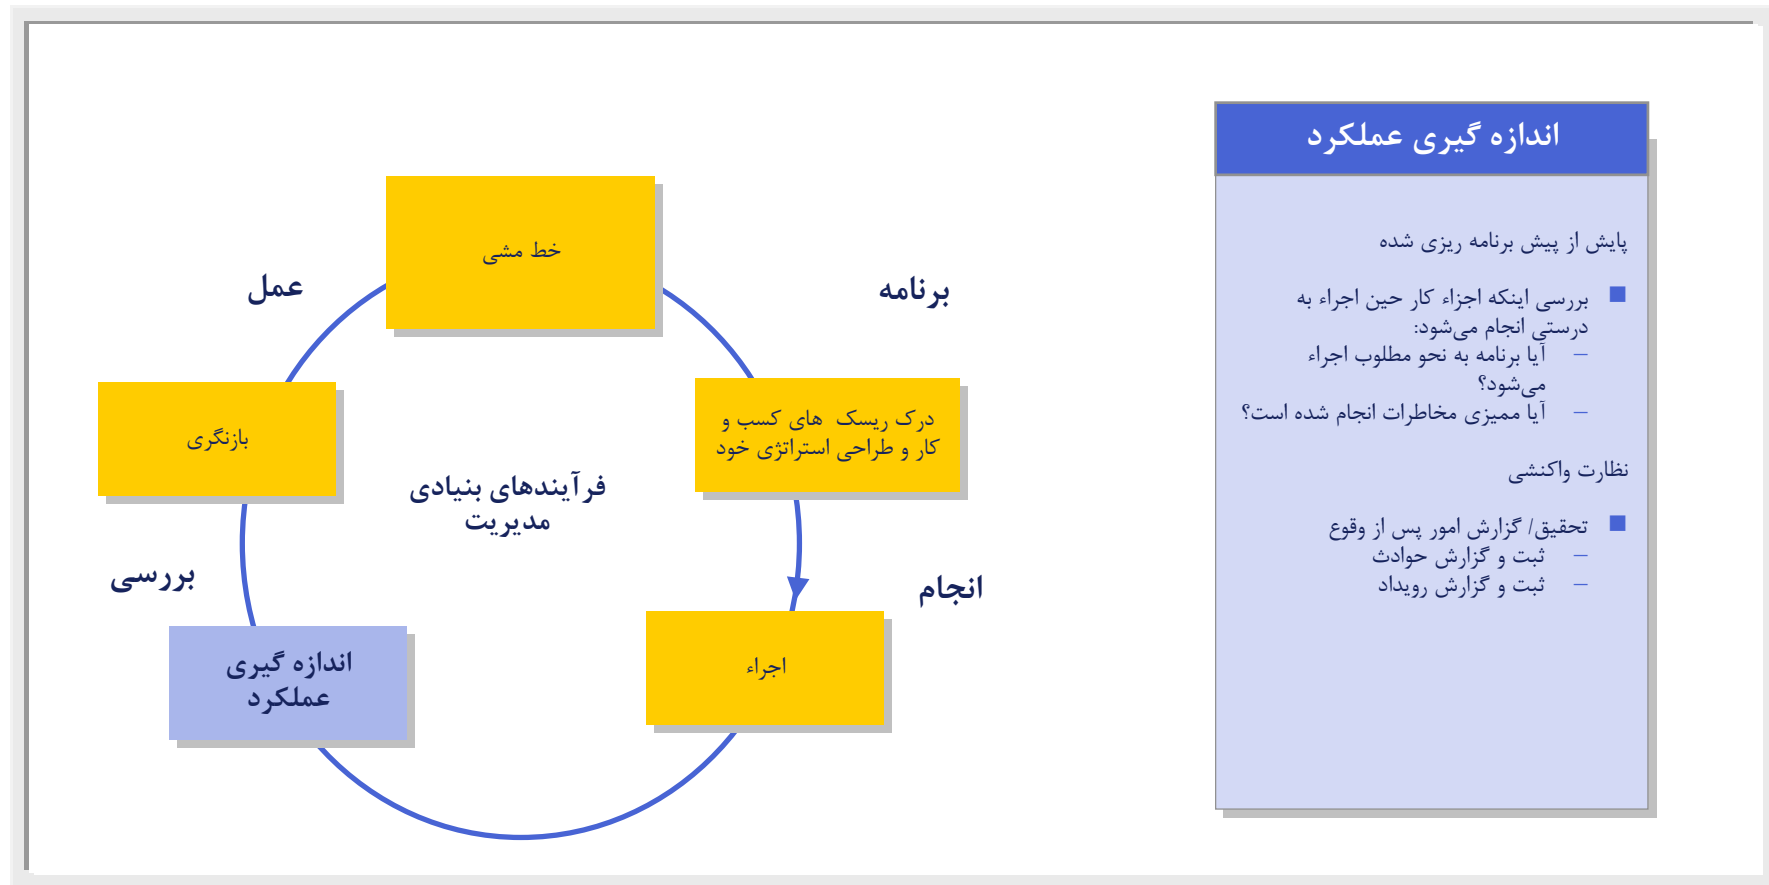 اندازه گیری عملکرد
پایش از پیش برنامه ریزی شده
■ بررسی اینکه اجزاء کار حین اجراء به
درستی انجام می‌شود:
– آیا برنامه به نحو مطلوب اجراء
می‌شود؟
– آیا ممیزی مخاطرات انجام شده است؟
نظارت واکنشی
■ تحقیق/ گزارش امور پس از وقوع
– ثبت و گزارش حوادث
– ثبت و گزارش رویداد
خط مشی
برنامه
عمل
درک ریسک های کسب و
کار و طراحی استراتژی خود
بازنگری
فرآیندهای بنیادی
مدیریت
انجام
بررسی
اجراء
اندازه گیری
عملکرد